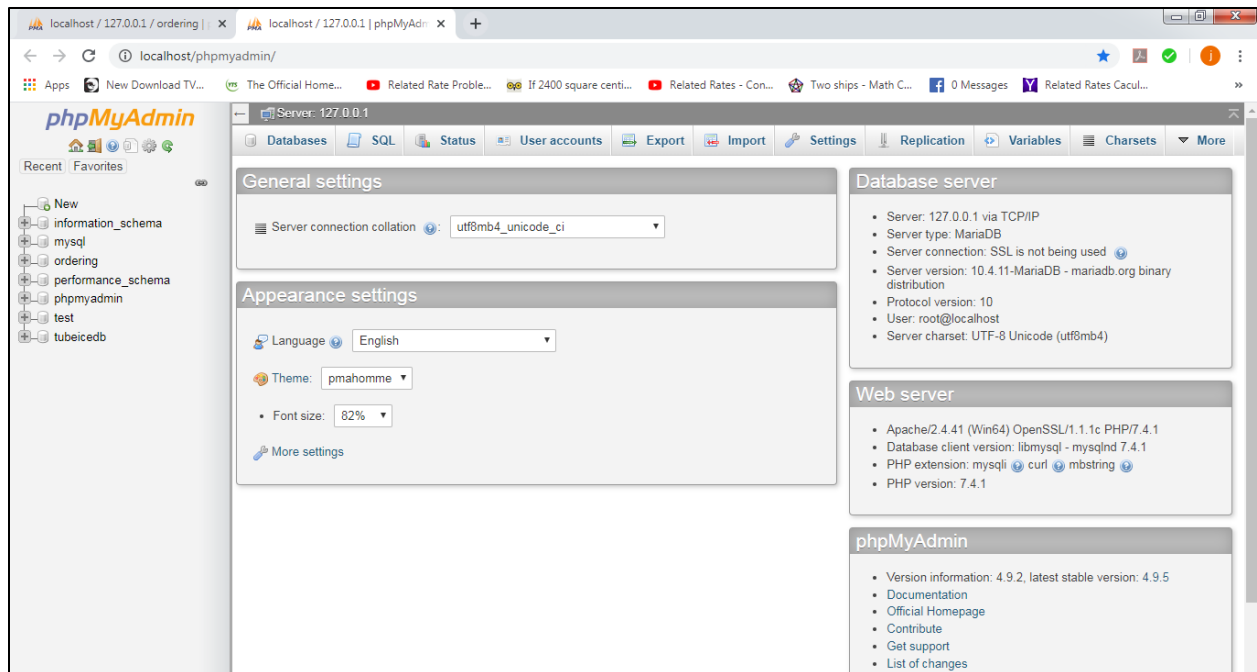 localhost / 127.0.0.1 / ordering |
localhost / 127.0.0.1 | phpMyAdm
localhost/phpmyadmin/
Apps New Download TV... The Official Home... Related Rate Proble... If 2400 square centi... Related Rates - Con... Two ships - Math C... 0 Messages Related Rates Cacul... »
phpMyAdmin
Recent Favorites
New
information_schema
mysql
ordering
performance_schema
phpmyadmin
test
tubeicedb
Server: 127.0.0.1
Databases SQL Status User accounts Export Import Settings Replication Variables Charsets More
General settings
Server connection collation : utf8mb4_unicode_ci
Appearance settings
Language English
Theme: pmahomme
• Font size: 82%
More settings
Database server
• Server: 127.0.0.1 via TCP/IP
• Server type: MariaDB
• Server connection: SSL is not being used
• Server version: 10.4.11-MariaDB - mariadb.org binary
distribution
• Protocol version: 10
• User: root@localhost
• Server charset: UTF-8 Unicode (utf8mb4)
Web server
• Apache/2.4.41 (Win64) OpenSSL/1.1.1c PHP/7.4.1
• Database client version: libmysql - mysqlnd 7.4.1
• PHP extension: mysqli curl mbstring
• PHP version: 7.4.1
phpMyAdmin
• Version information: 4.9.2, latest stable version: 4.9.5
• Documentation
• Official Homepage
• Contribute
• Get support
• List of changes